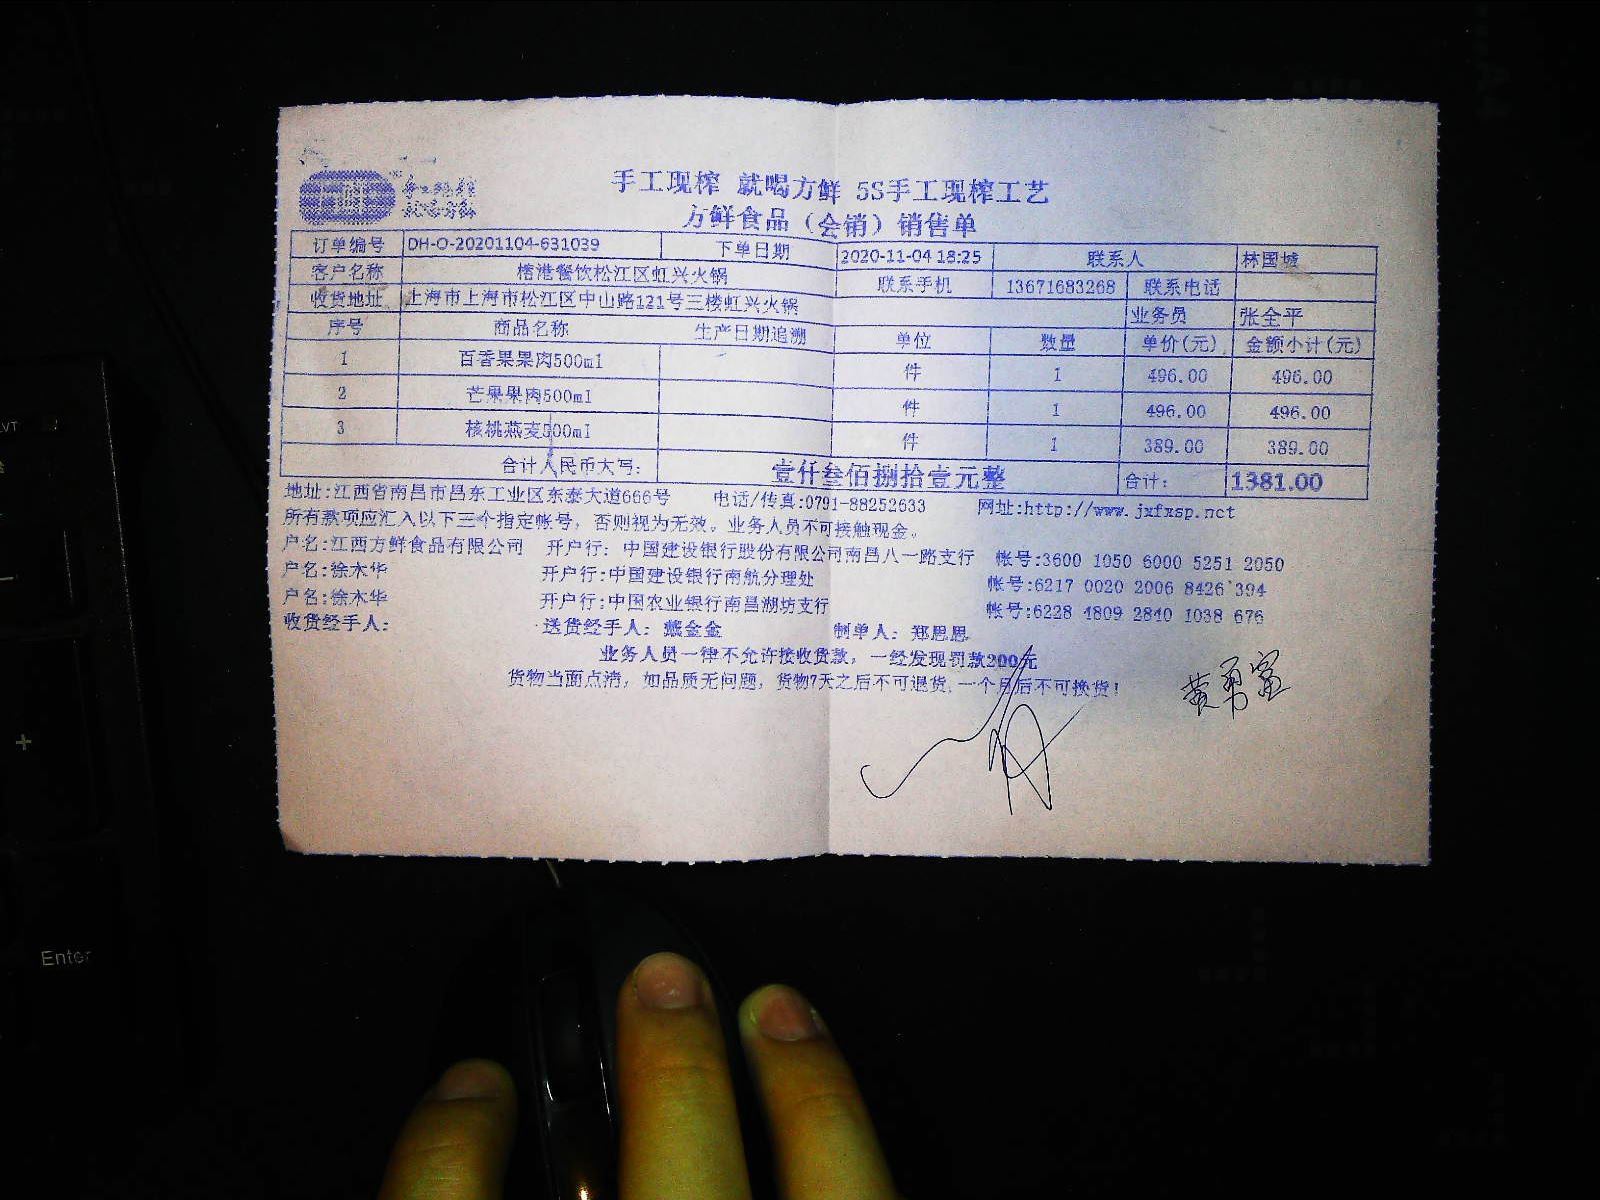 手工现榨 就喝方鲜 5S手工现榨工艺
方鲜食品（会销）销售单
订单编号 DH-O-20201104-631039 下单日期 2020-11-04 18:25 联系人 林国城
客户名称 榕港餐饮松江区虹兴火锅 联系手机 13671683268 联系电话
收货地址 上海市上海市松江区中山路121号三楼虹兴火锅 业务员 张全平
序号 商品名称 生产日期追溯 单位 数量 单价(元) 金额小计(元)
1 百香果果肉500ml 件 1 496.00 496.00
2 芒果果肉500ml 件 1 496.00 496.00
3 核桃燕麦500ml 件 1 389.00 389.00
合计人民币大写: 壹仟叁佰捌拾壹元整 合计: 1381.00
地址:江西省南昌市昌东工业区东泰大道666号 电话/传真:0791-88252633 网址:http://www.jxfxsp.net
所有款项应汇入以下三个指定帐号，否则视为无效。业务人员不可接触现金。
户名:江西方鲜食品有限公司 开户行: 中国建设银行股份有限公司南昌八一路支行 帐号:3600 1050 6000 5251 2050
户名:徐木华 开户行:中国建设银行南航分理处 帐号:6217 0020 2006 8426 394
户名:徐木华 开户行:中国农业银行南昌湖坊支行 帐号:6228 4809 2840 1038 676
收货经手人: 送货经手人: 戴金金 制单人: 郑思思
业务人员一律不允许接收货款，一经发现罚款200元
货物当面点清，如品质无问题，货物7天之后不可退货,一个月后不可换货!
黄勇富
Enter
+